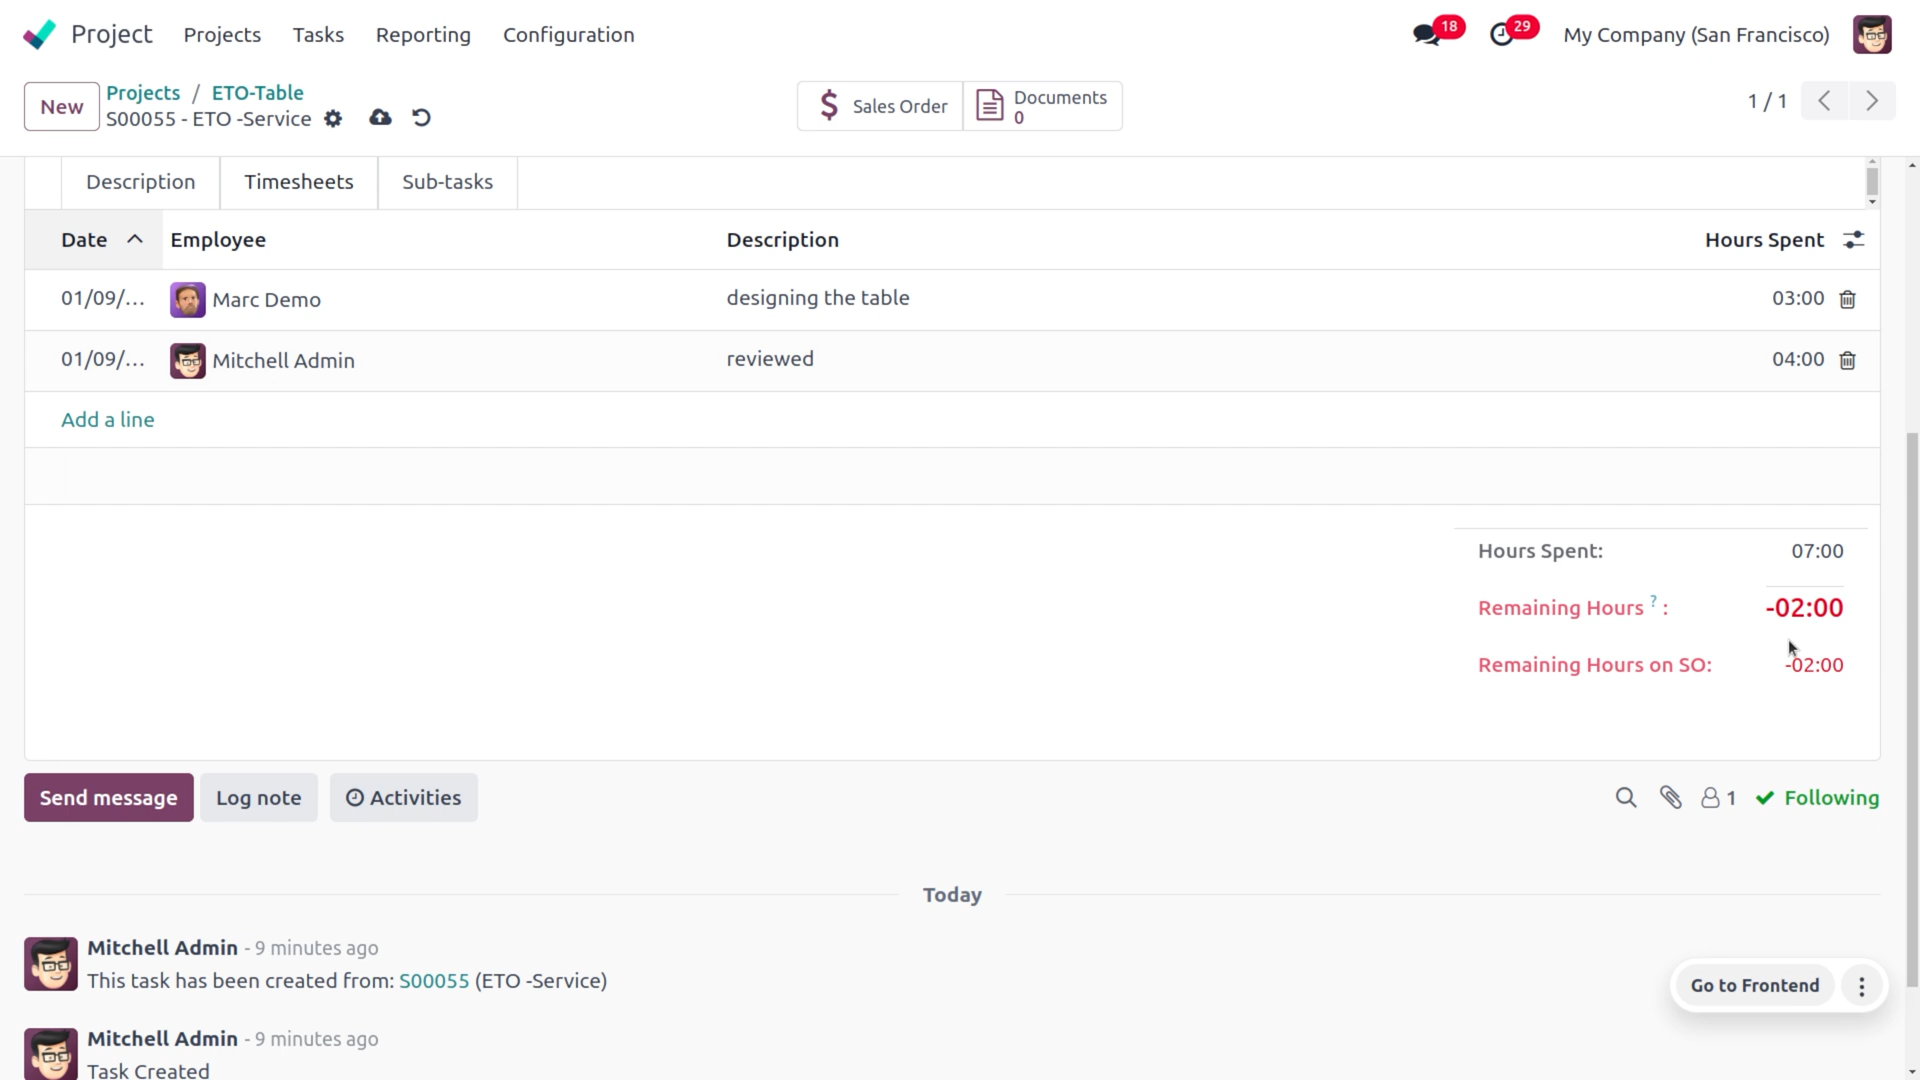 Project Projects Tasks Reporting Configuration 18 29 My Company (San Francisco)
New Projects / ETO-Table Sales Order Documents 1 / 1
S00055 - ETO -Service 0
Description Timesheets Sub-tasks
Date Employee Description Hours Spent
01/09/... Marc Demo designing the table 03:00
01/09/... Mitchell Admin reviewed 04:00
Add a line
Hours Spent: 07:00
Remaining Hours ? : -02:00
Remaining Hours on SO: -02:00
Send message Log note Activities 1 Following
Today
Mitchell Admin - 9 minutes ago
This task has been created from: S00055 (ETO -Service)
Go to Frontend
Mitchell Admin - 9 minutes ago
Task Created